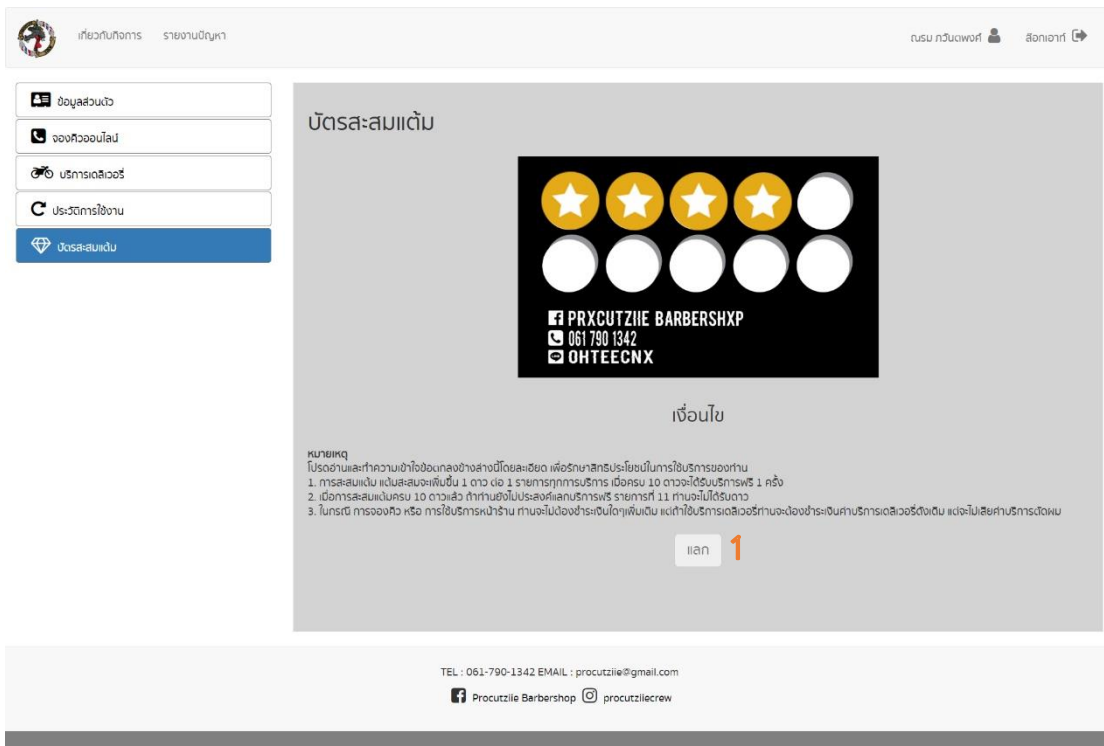 เกี่ยวกับกิจการ รายงานปัญหา
ณรม ภวันตพงศ์ ล็อกเอาท์
ข้อมูลส่วนตัว
จองคิวออนไลน์
บริการเดลิเวอรี่
ประวัติการใช้งาน
บัตรสะสมแต้ม
บัตรสะสมแต้ม
PRXCUTZIIE BARBERSHXP
061 790 1342
OHTEECNX
เงื่อนไข
หมายเหตุ
โปรดอ่านและทำความเข้าใจข้อตกลงข้างล่างนี้โดยละเอียด เพื่อรักษาสิทธิประโยชน์ในการใช้บริการของท่าน
1. การสะสมแต้ม แต้มสะสมจะเพิ่มขึ้น 1 ดาว ต่อ 1 รายการทุกการบริการ เมื่อครบ 10 ดาวจะได้รับบริการฟรี 1 ครั้ง
2. เมื่อการสะสมแต้มครบ 10 ดาวแล้ว ถ้าท่านยังไม่ประสงค์แลกบริการฟรี รายการที่ 11 ท่านจะไม่ได้รับดาว
3. ในกรณี การจองคิว หรือ การใช้บริการหน้าร้าน ท่านจะไม่ต้องชำระเงินใดๆเพิ่มเติม แต่ถ้าใช้บริการเดลิเวอรี่ท่านจะต้องชำระเงินค่าบริการเดลิเวอรี่ดังเดิม แต่จะไม่เสียค่าบริการตัดผม
แลก 1
TEL : 061-790-1342 EMAIL : procutziie@gmail.com
Procutziie Barbershop procutziiecrew